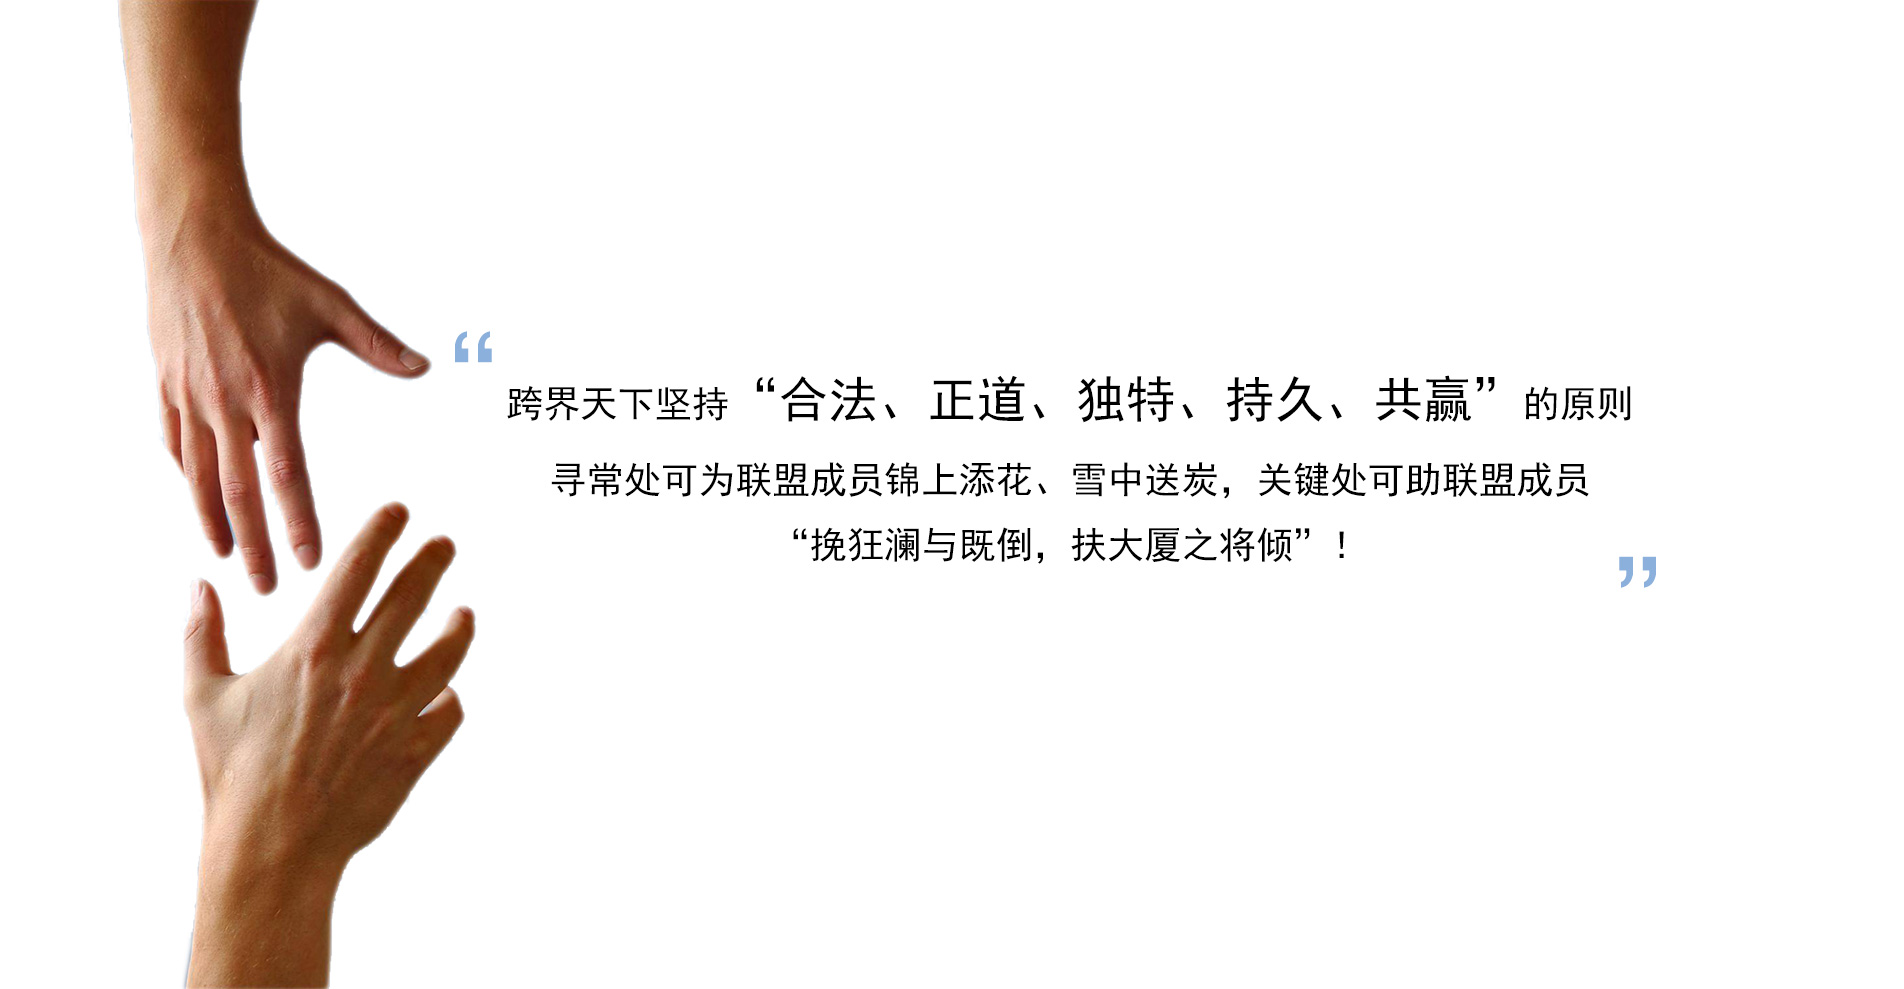 跨界天下坚持“合法、正道、独特、持久、共赢”的原则
寻常处可为联盟成员锦上添花、雪中送炭，关键处可助联盟成员
“挽狂澜与既倒，扶大厦之将倾”！